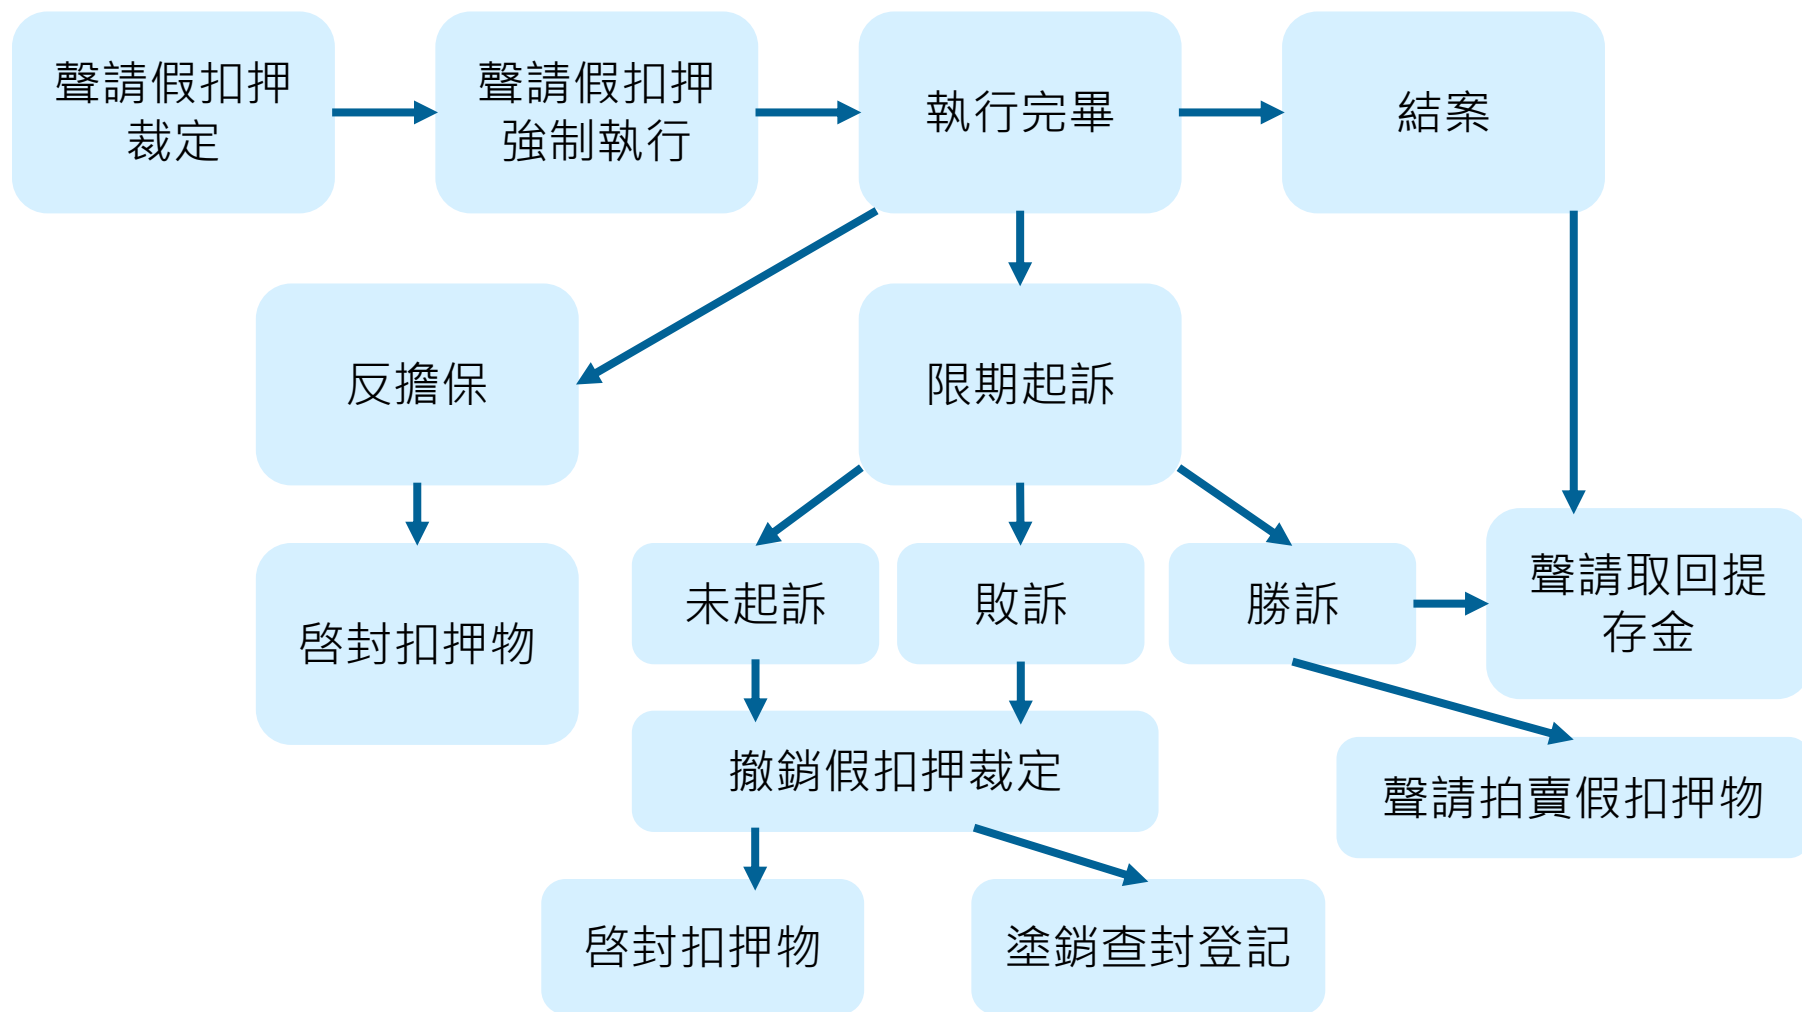 聲請假扣押
裁定
聲請假扣押
強制執行
執行完畢
結案
反擔保
限期起訴
啓封扣押物
未起訴
敗訴
勝訴
聲請取回提
存金
撤銷假扣押裁定
聲請拍賣假扣押物
啓封扣押物
塗銷查封登記